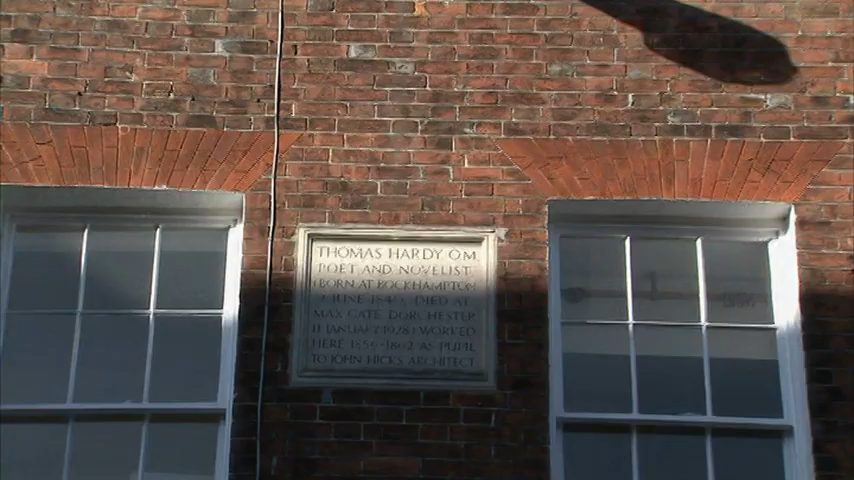 THOMAS HARDY O.M.
POET AND NOVELIST
BORN AT BOCKHAMPTON
2 JUNE 1840. DIED AT
MAX GATE DORCHESTER
11 JANUARY 1928. WORKED
HERE 1856-1862 AS PUPIL
TO JOHN HICKS ARCHITECT